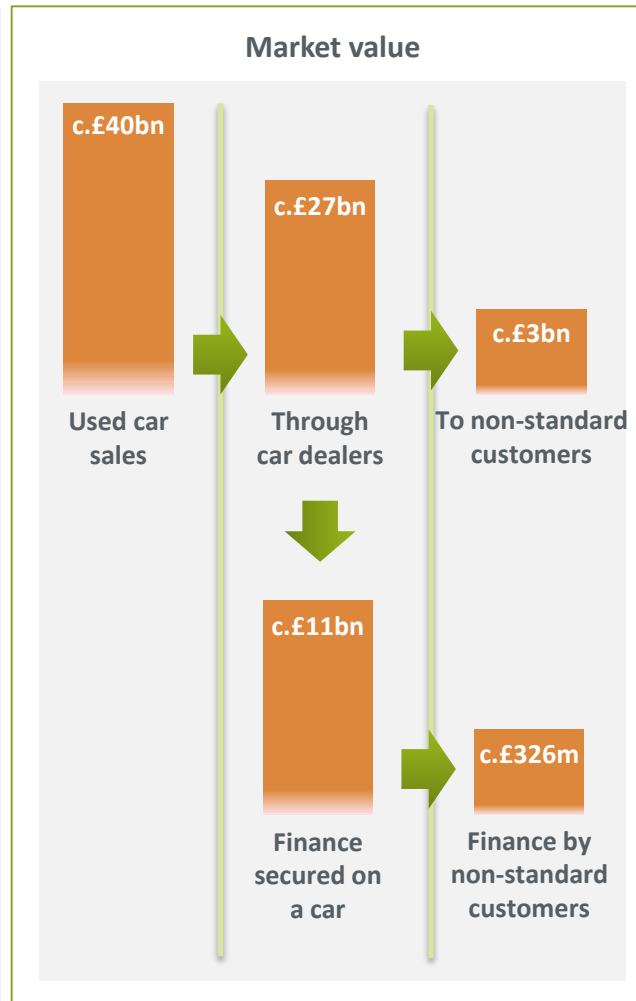 Market value
c.£40bn
c.£27bn
c.£3bn
Used car
sales
Through
car dealers
To non-standard
customers
c.£11bn
c.£326m
Finance
secured on
a car
Finance by
non-standard
customers